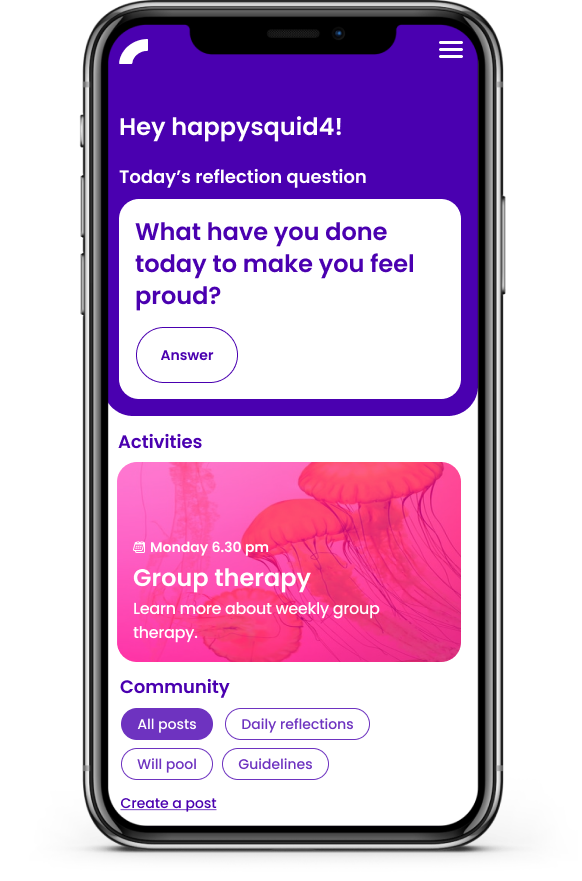 Hey happysquid4!
Today’s reflection question
What have you done
today to make you feel
proud?
Answer
Activities
Monday 6.30 pm
Group therapy
Learn more about weekly group
therapy.
Community
All posts
Daily reflections
Will pool
Guidelines
Create a post